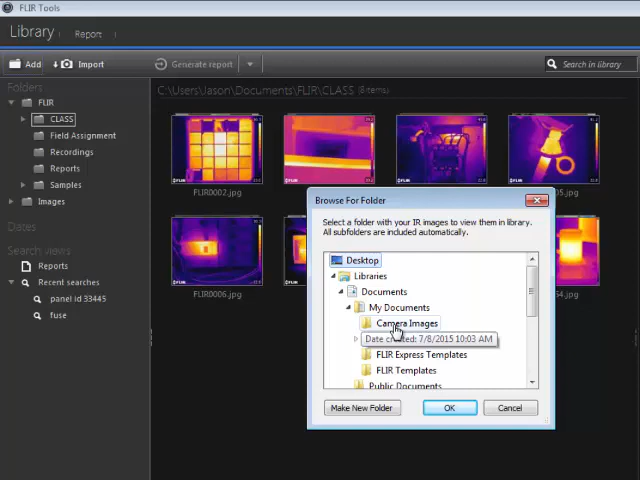 FLIR Tools
Library
Report
Add
Import
Generate report
Search in library
Folders
C:\Users\Jason\Documents\FLIR\CLASS (8 items)
FLIR
CLASS
Field Assignment
Recordings
Reports
Samples
Images
Dates
Search views
Reports
Recent searches
panel id 33445
fuse
FLIR0002.jpg
FLIR0006.jpg
Browse For Folder
Select a folder with your IR images to view them in library.
All subfolders are included automatically.
Desktop
Libraries
Documents
My Documents
Camera Images
Date created: 7/8/2015 10:03 AM
FLIR Express Templates
FLIR Templates
Public Documents
Make New Folder
OK
Cancel